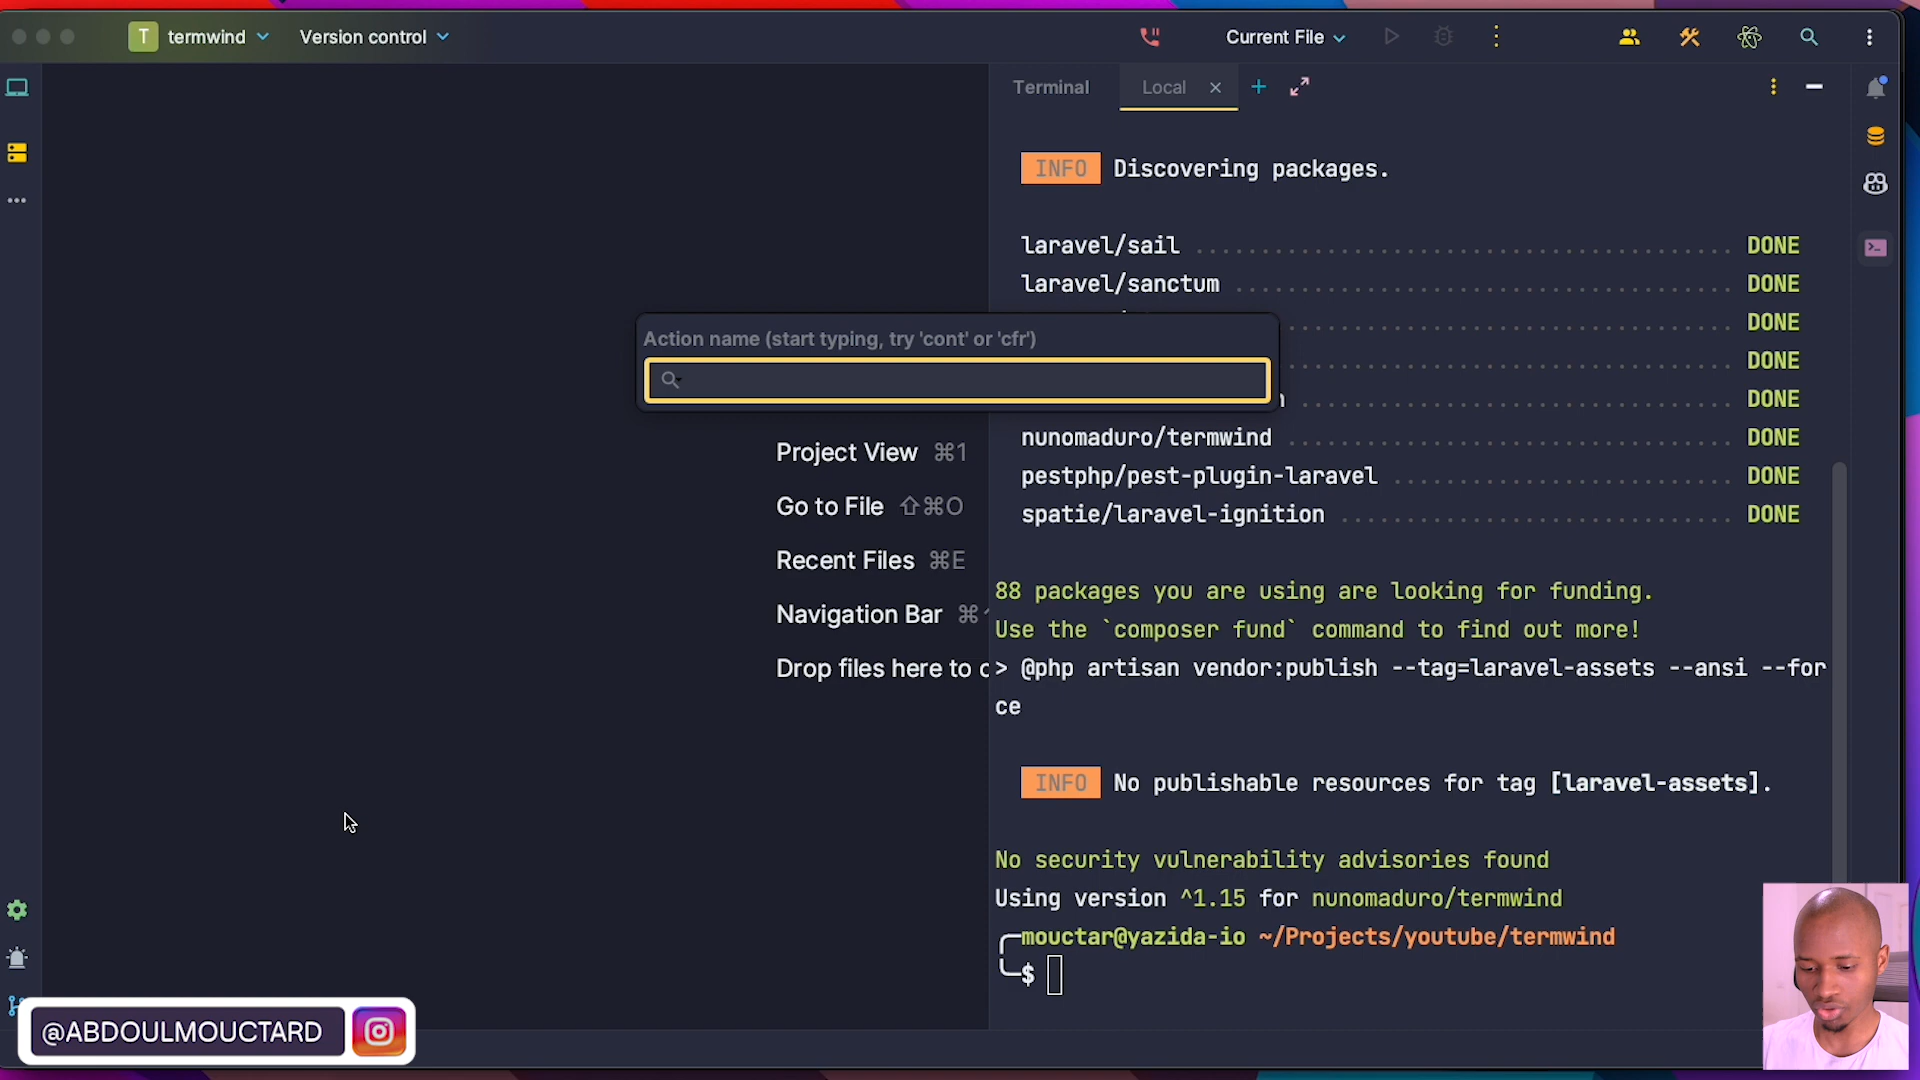 T termwind Version control Current File
Terminal Local
INFO Discovering packages.
laravel/sail DONE
laravel/sanctum DONE
DONE
DONE
DONE
Action name (start typing, try 'cont' or 'cfr')
nunomaduro/termwind DONE
pestphp/pest-plugin-laravel DONE
spatie/laravel-ignition DONE
Project View ⌘1
Go to File ⇧⌘O
Recent Files ⌘E
Navigation Bar ⌘
Drop files here to
88 packages you are using are looking for funding.
Use the `composer fund` command to find out more!
> @php artisan vendor:publish --tag=laravel-assets --ansi --for
ce
INFO No publishable resources for tag [laravel-assets].
No security vulnerability advisories found
Using version ^1.15 for nunomaduro/termwind
mouctar@yazida-io ~/Projects/youtube/termwind
$
@ABDOULMOUCTARD